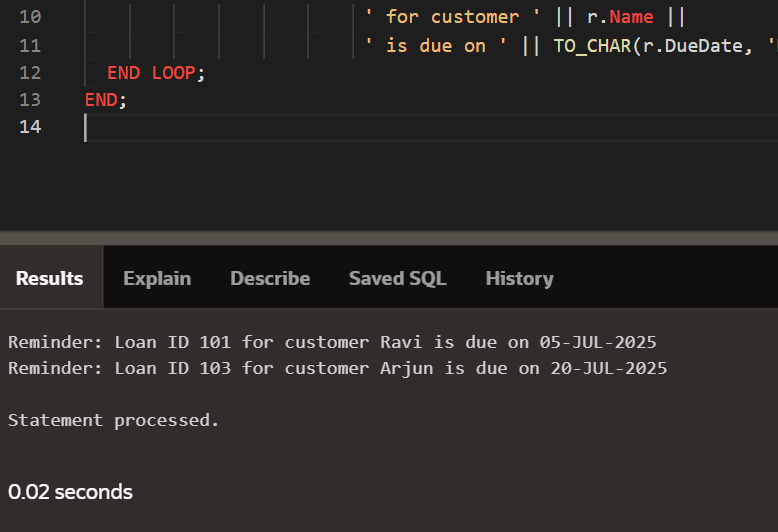 10 ' for customer ' || r.Name ||
11 ' is due on ' || TO_CHAR(r.DueDate, '
12 END LOOP;
13 END;
14
Results Explain Describe Saved SQL History
Reminder: Loan ID 101 for customer Ravi is due on 05-JUL-2025
Reminder: Loan ID 103 for customer Arjun is due on 20-JUL-2025
Statement processed.
0.02 seconds